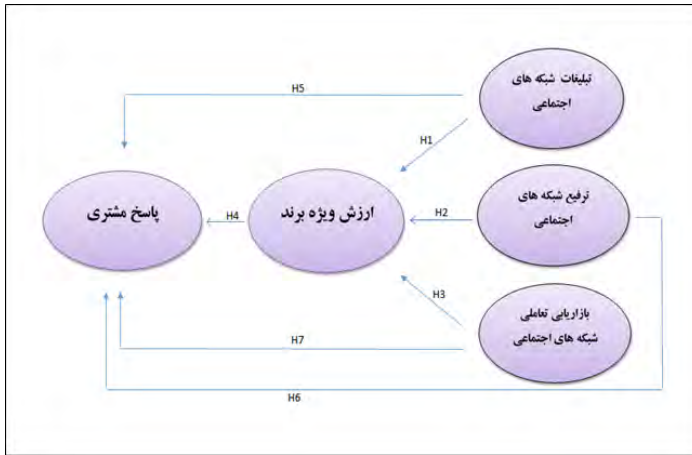 تبلیغات شبکه های
اجتماعی
H5
H1
ترفیع شبکه های
اجتماعی
ارزش ویژه برند
پاسخ مشتری
H2
H4
H3
بازاریابی تعاملی
شبکه های اجتماعی
H7
H6